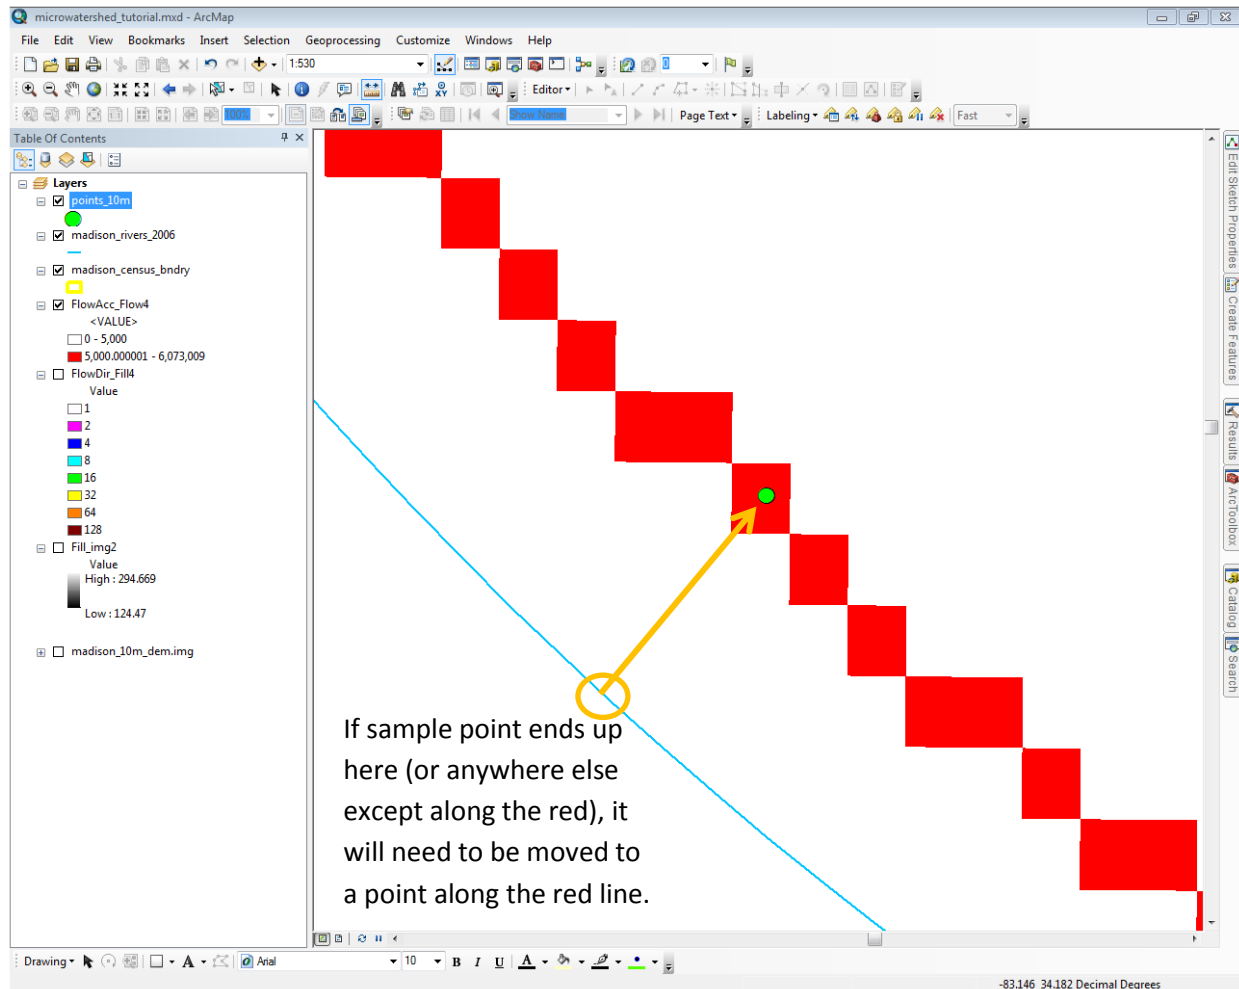 microwatershed_tutorial.mxd - ArcMap
File Edit View Bookmarks Insert Selection Geoprocessing Customize Windows Help
1:530
0
Editor
100%
Show Name
Page Text
Labeling
Fast
Table Of Contents
Layers
points_10m
madison_rivers_2006
madison_census_bndry
FlowAcc_Flow4
<VALUE>
0 - 5,000
5,000.000001 - 6,073,009
FlowDir_Fill4
Value
1
2
4
8
16
32
64
128
Fill_img2
Value
High : 294.669
Low : 124.47
madison_10m_dem.img
If sample point ends up
here (or anywhere else
except along the red), it
will need to be moved to
a point along the red line.
Edit Sketch Properties
Create Features
Results
ArcToolbox
Catalog
Search
Drawing
A
Arial
10
B I U A
-83.146 34.182 Decimal Degrees